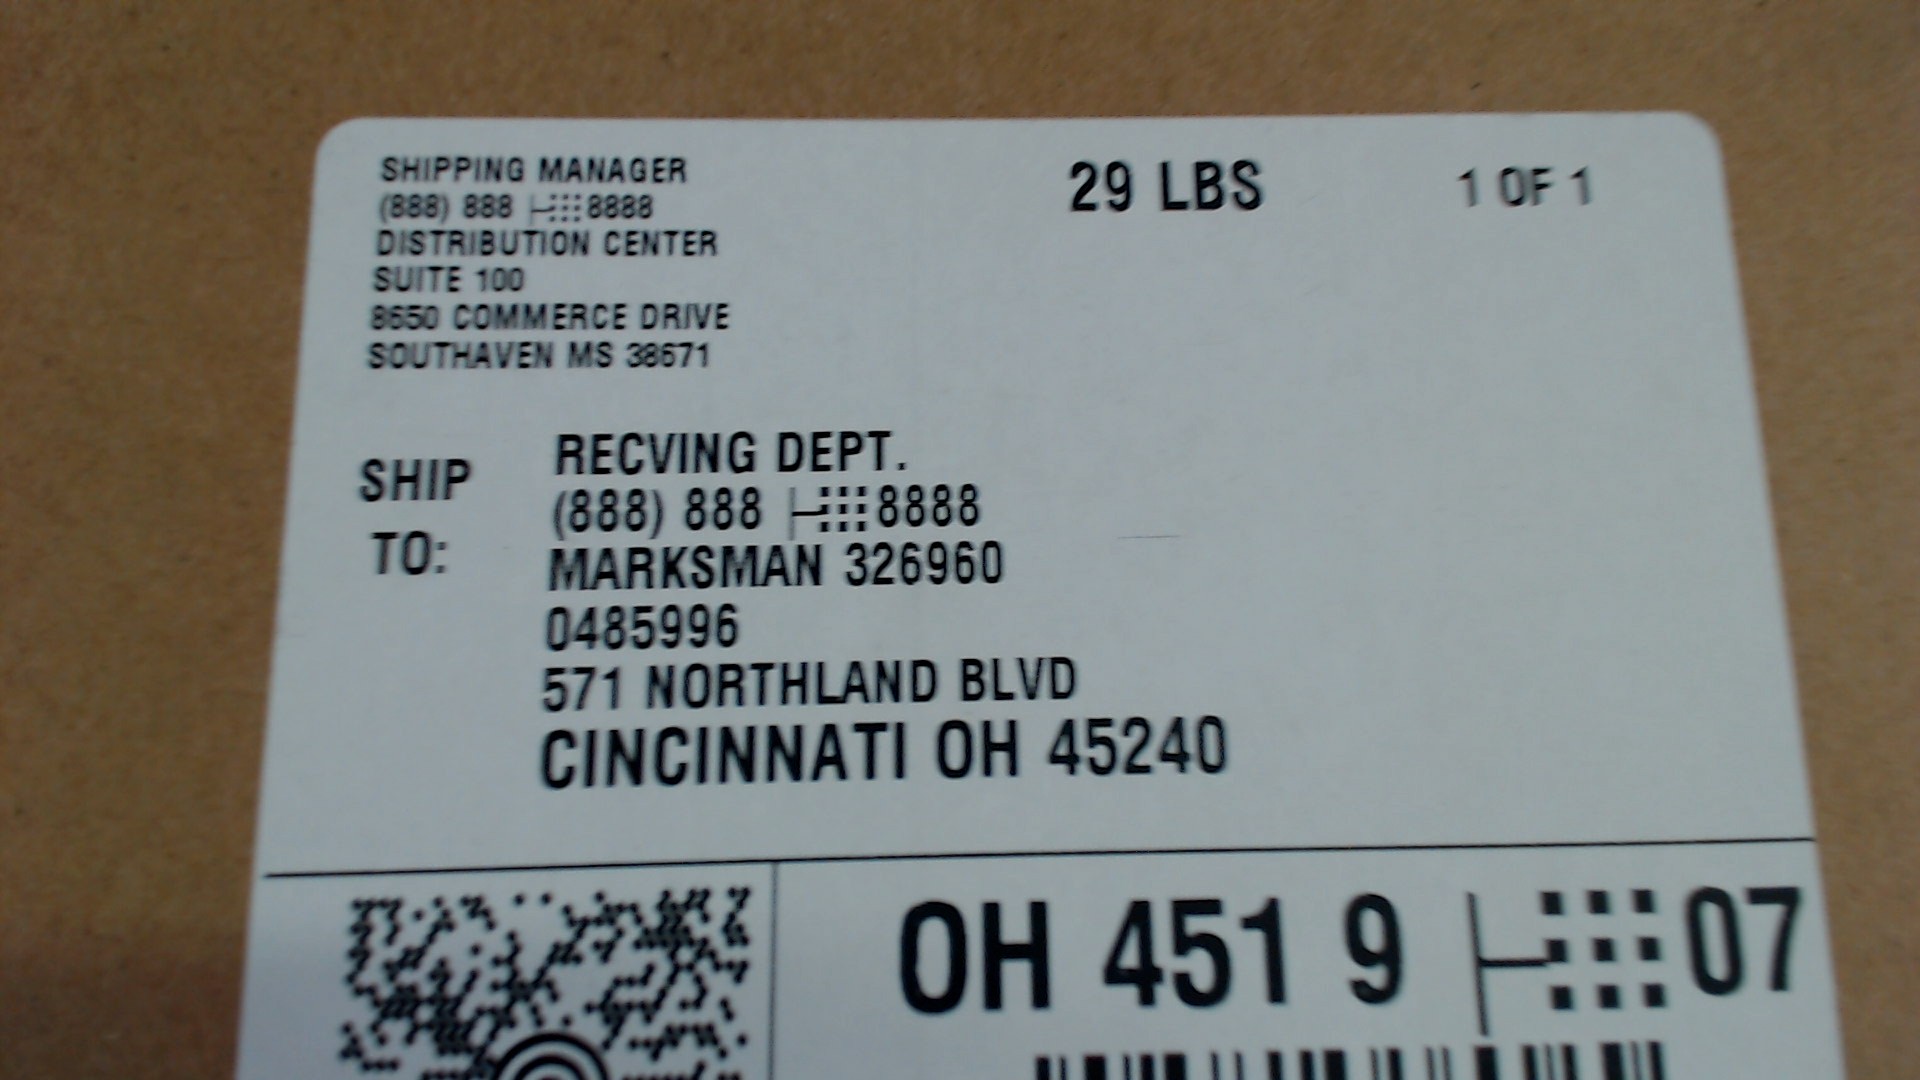 SHIPPING MANAGER
(888) 888 8888
DISTRIBUTION CENTER
SUITE 100
8650 COMMERCE DRIVE
SOUTHAVEN MS 38671
29 LBS
1 OF 1
SHIP TO:
RECVING DEPT.
(888) 888 8888
MARKSMAN 326960
0485996
571 NORTHLAND BLVD
CINCINNATI OH 45240
OH 451 9 07